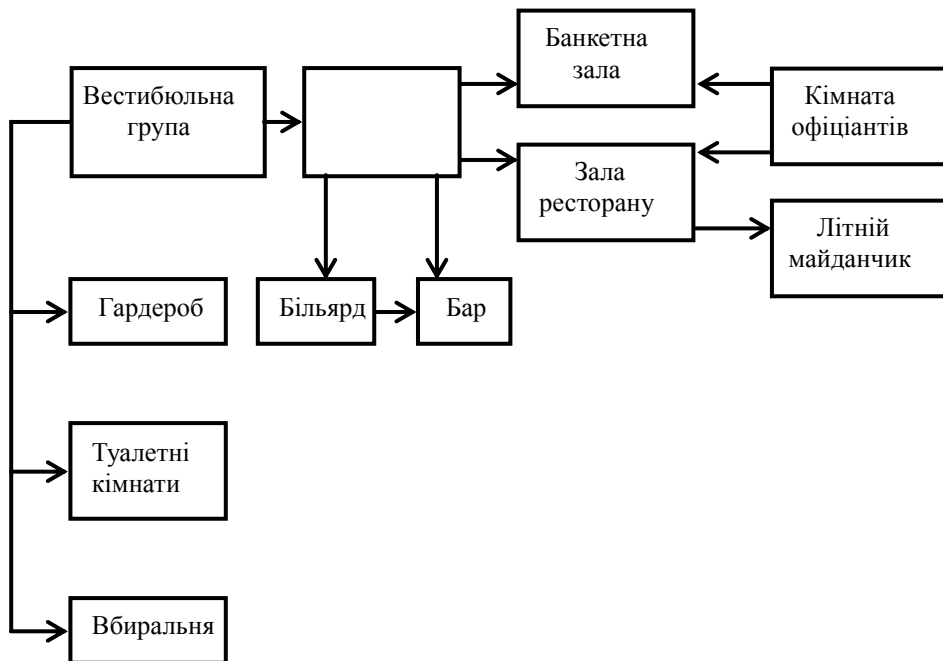 Банкетна
зала
Вестибюльна
група
Кімната
офіціантів
Зала
ресторану
Літній
майданчик
Гардероб
Більярд
Бар
Туалетні
кімнати
Вбиральня